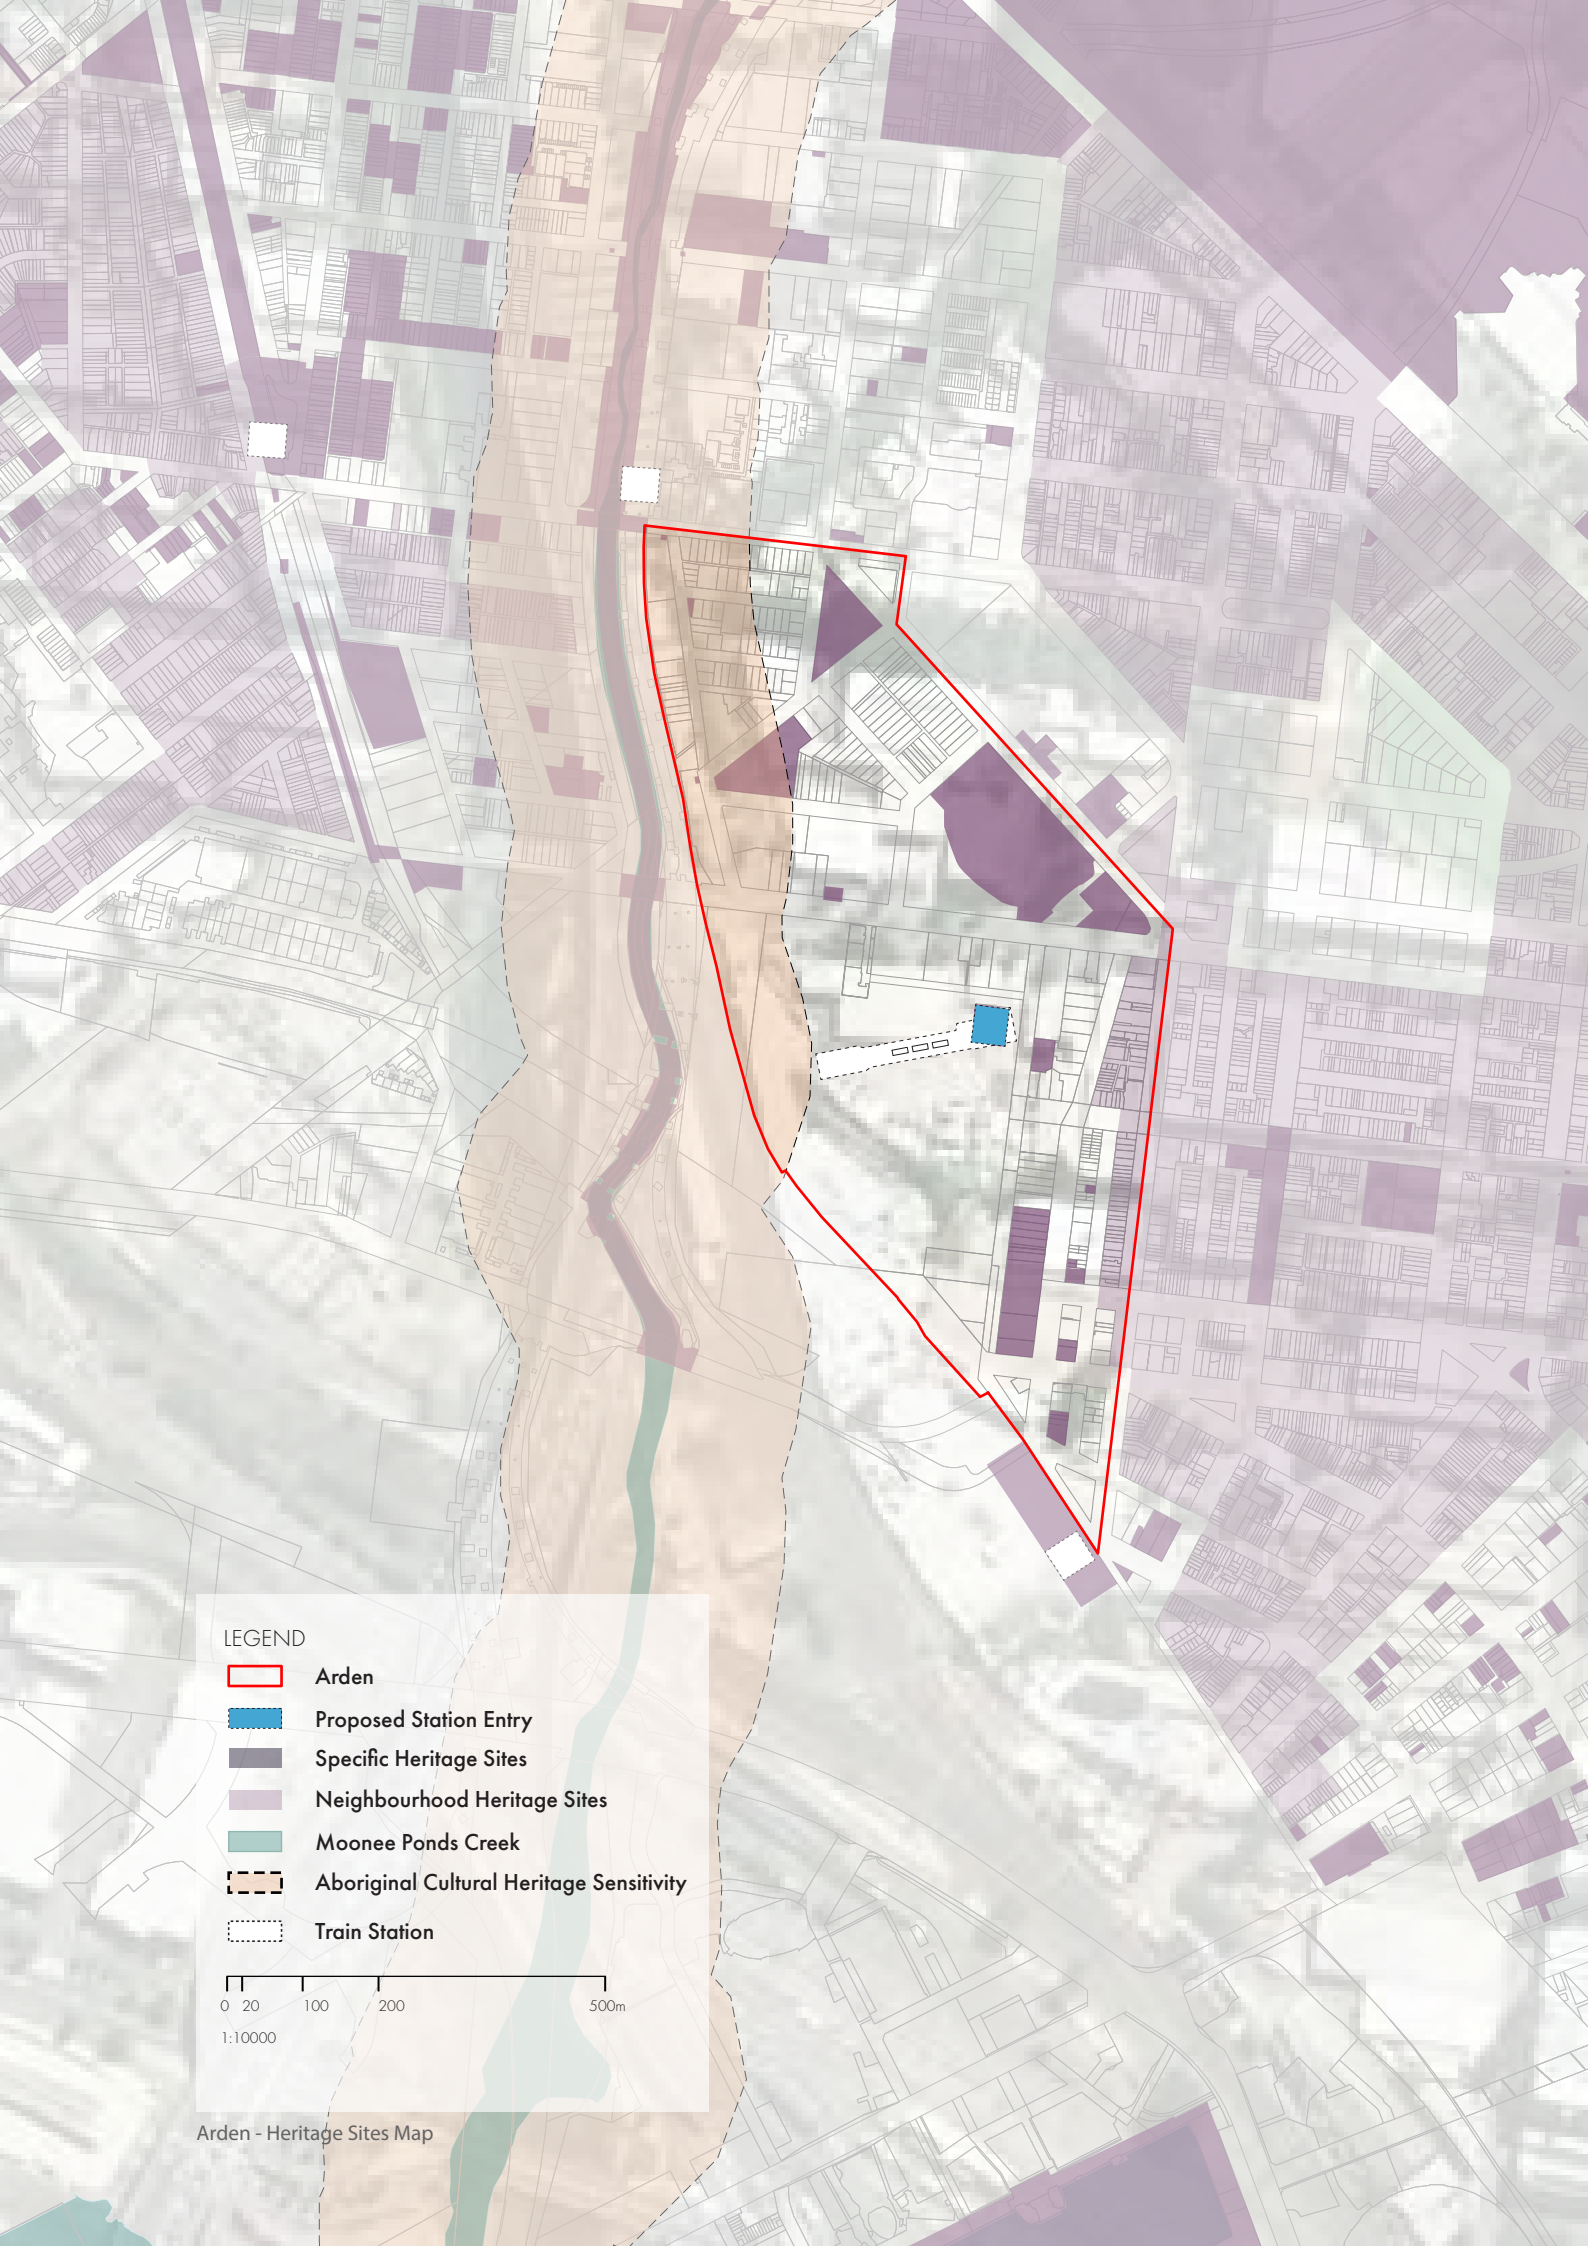 LEGEND
Arden
Proposed Station Entry
Specific Heritage Sites
Neighbourhood Heritage Sites
Moonee Ponds Creek
Aboriginal Cultural Heritage Sensitivity
Train Station
0 20 100 200 500m
1:10000
Arden - Heritage Sites Map